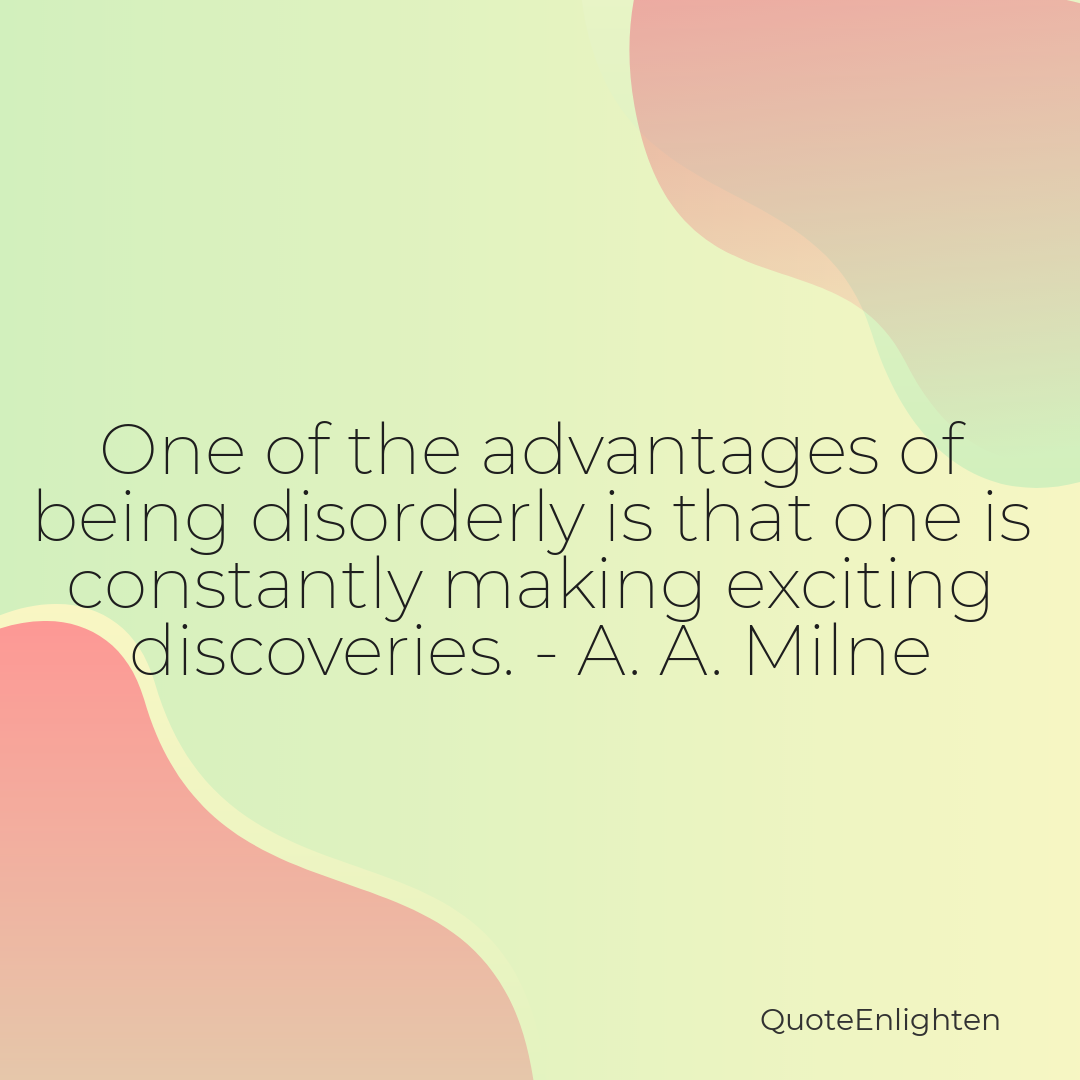 One of the advantages of
being disorderly is that one is
constantly making exciting
discoveries. - A. A. Milne
QuoteEnlighten